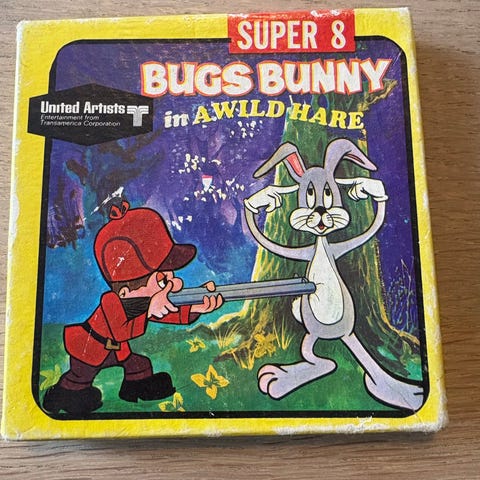 SUPER 8
BUGS BUNNY
in A WILD HARE
United Artists
Entertainment from
Transamerica Corporation